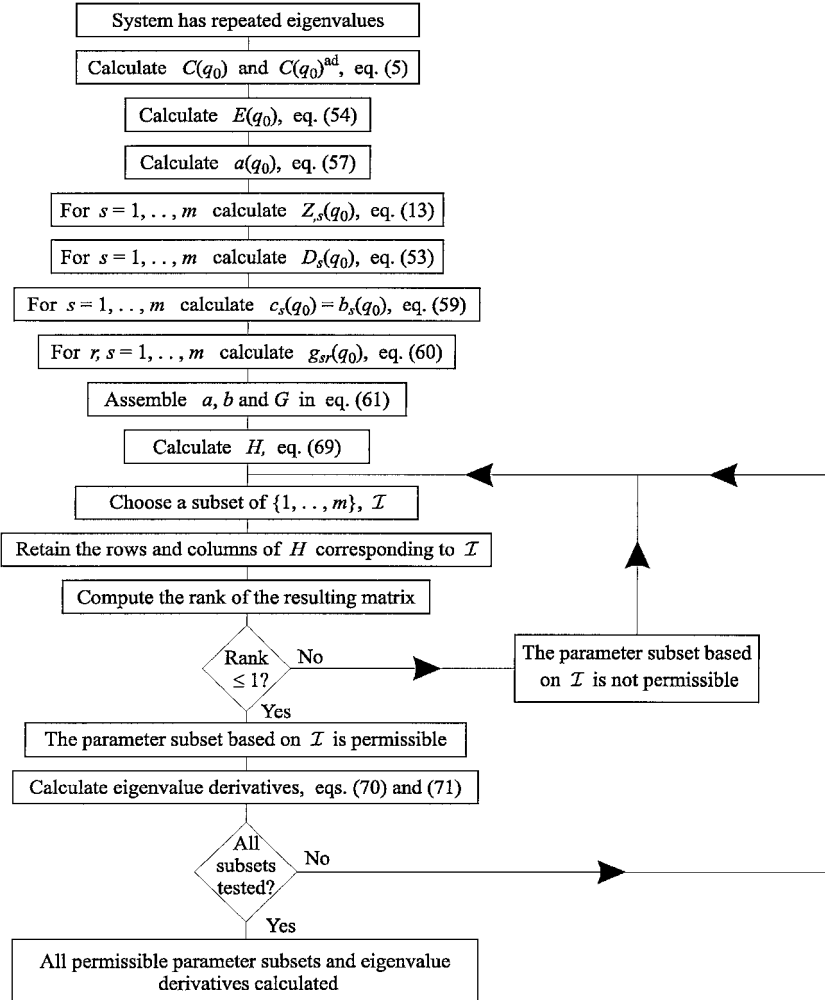 System has repeated eigenvalues
Calculate C(q₀) and C(q₀)ᵃᵈ, eq. (5)
Calculate E(q₀), eq. (54)
Calculate a(q₀), eq. (57)
For s = 1, . . , m calculate Z,ₛ(q₀), eq. (13)
For s = 1, . . , m calculate Dₛ(q₀), eq. (53)
For s = 1, . . , m calculate cₛ(q₀) = bₛ(q₀), eq. (59)
For r, s = 1, . . , m calculate gₛᵣ(q₀), eq. (60)
Assemble a, b and G in eq. (61)
Calculate H, eq. (69)
Choose a subset of {1, . . , m}, ℐ
Retain the rows and columns of H corresponding to ℐ
Compute the rank of the resulting matrix
Rank
≤ 1?
No
The parameter subset based
on ℐ is not permissible
Yes
The parameter subset based on ℐ is permissible
Calculate eigenvalue derivatives, eqs. (70) and (71)
All
subsets
tested?
No
Yes
All permissible parameter subsets and eigenvalue
derivatives calculated